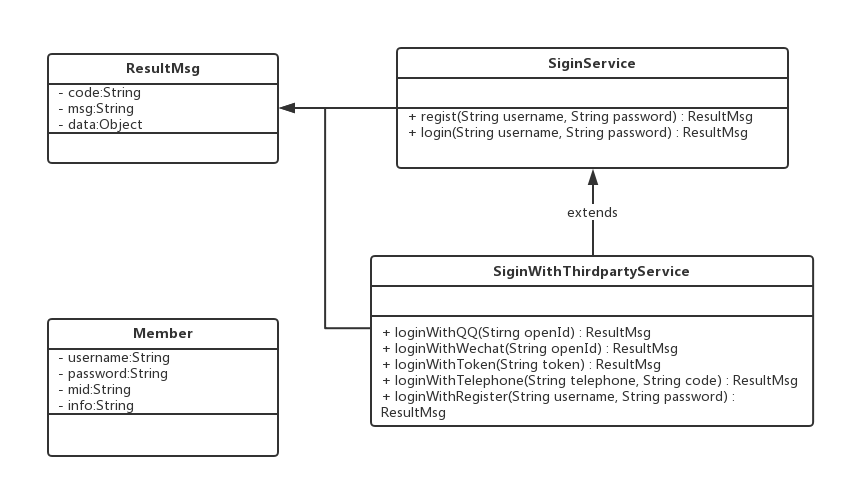 ResultMsg
- code:String
- msg:String
- data:Object
SiginService
+ regist(String username, String password) : ResultMsg
+ login(String username, String password) : ResultMsg
extends
SiginWithThirdpartyService
+ loginWithQQ(Stirng openId) : ResultMsg
+ loginWithWechat(String openId) : ResultMsg
+ loginWithToken(String token) : ResultMsg
+ loginWithTelephone(String telephone, String code) : ResultMsg
+ loginWithRegister(String username, String password) :
ResultMsg
Member
- username:String
- password:String
- mid:String
- info:String